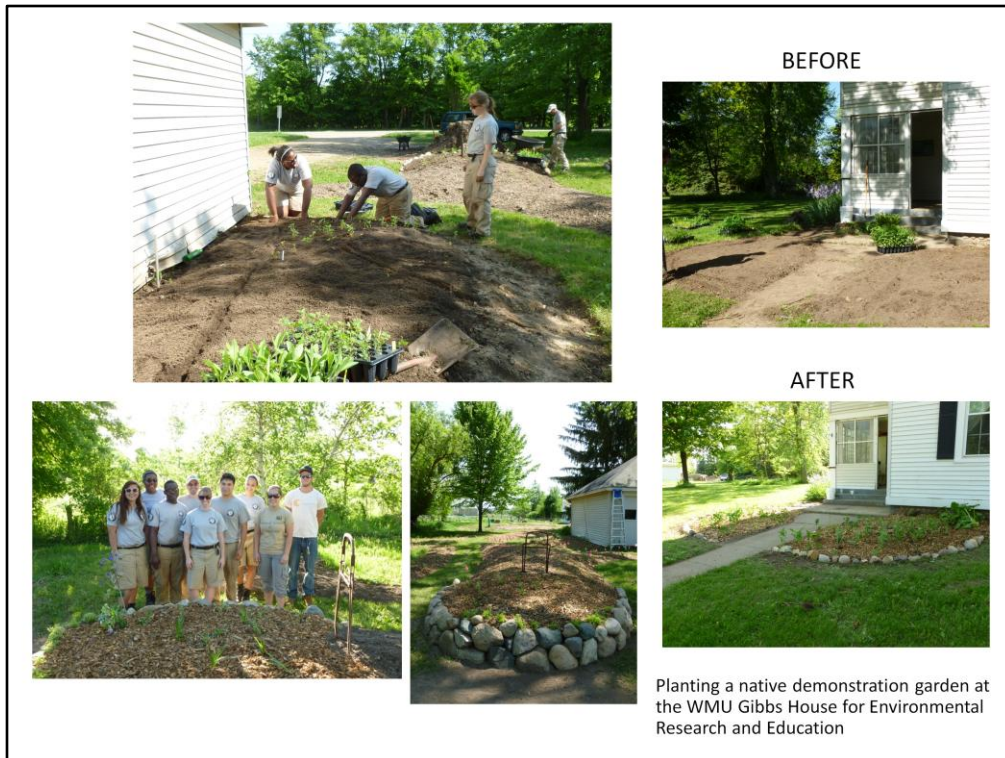 BEFORE
AFTER
Planting a native demonstration garden at
the WMU Gibbs House for Environmental
Research and Education